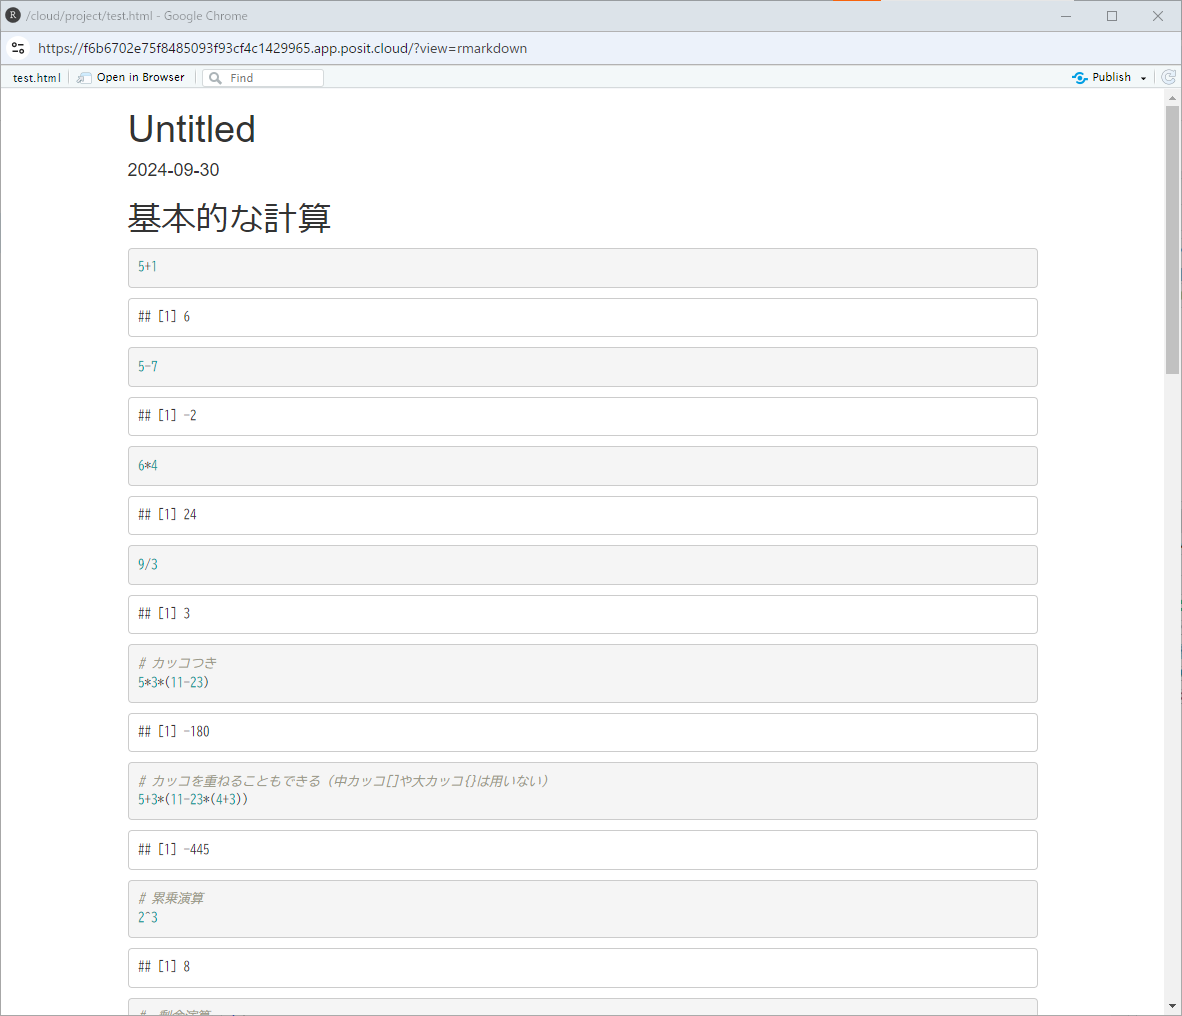 /cloud/project/test.html - Google Chrome
https://f6b6702e75f8485093f93cf4c1429965.app.posit.cloud/?view=rmarkdown
test.html Open in Browser Find Publish
Untitled
2024-09-30
基本的な計算
5+1
## [1] 6
5-7
## [1] -2
6*4
## [1] 24
9/3
## [1] 3
# カッコつき
5*3*(11-23)
## [1] -180
# カッコを重ねることもできる（中カッコ[]や大カッコ{}は用いない）
5+3*(11-23*(4+3))
## [1] -445
# 累乗演算
2^3
## [1] 8